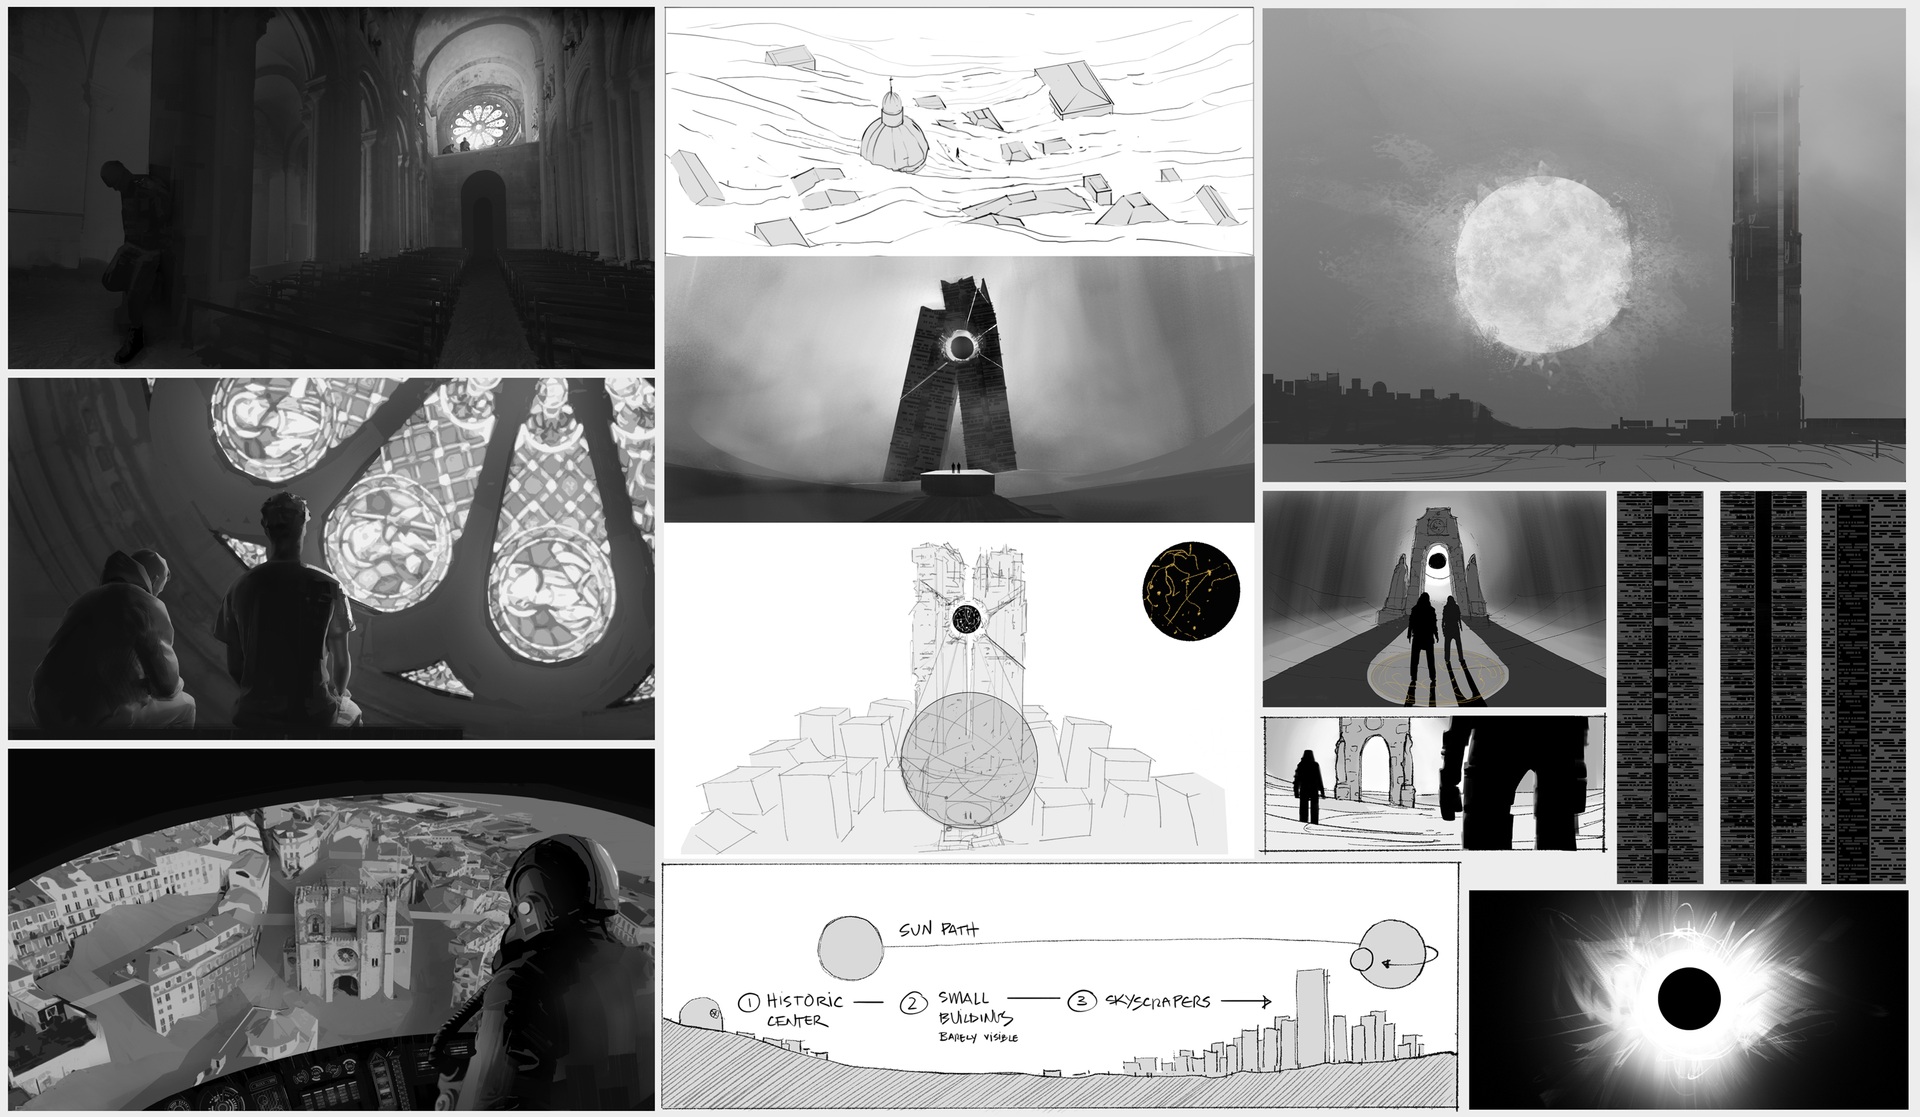 SUN PATH
1 HISTORIC
CENTER
2 SMALL
BUILDINGS
BARELY VISIBLE
3 SKYSCRAPERS